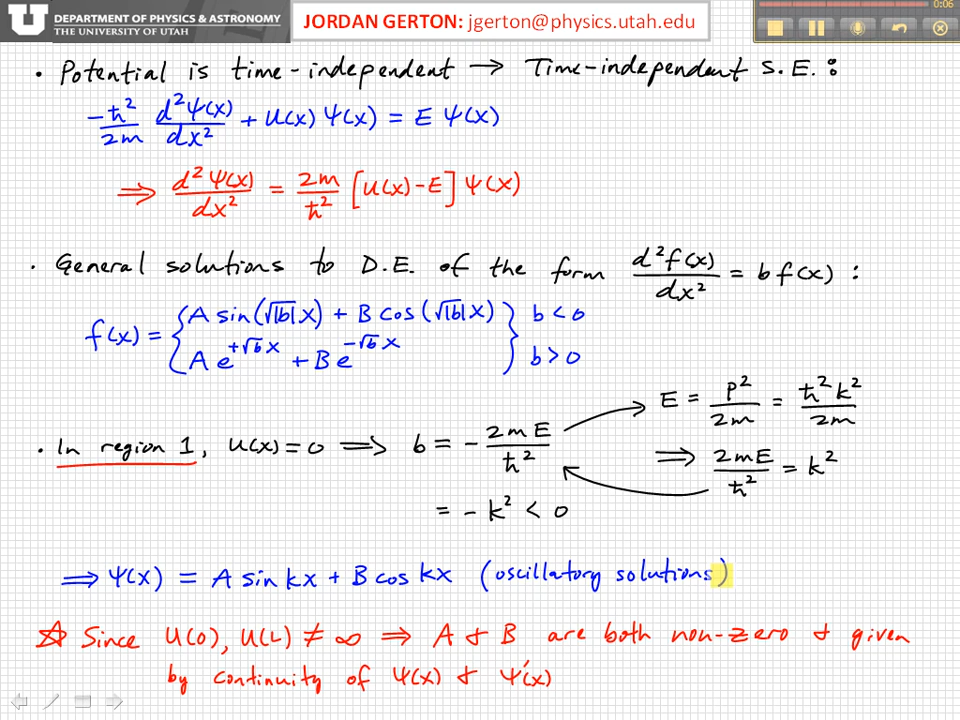 DEPARTMENT OF PHYSICS & ASTRONOMY
THE UNIVERSITY OF UTAH
JORDAN GERTON: jgerton@physics.utah.edu
0:06
• Potential is time-independent → Time-independent S.E.:
-ħ²/2m d²ψ(x)/dx² + U(x) ψ(x) = E ψ(x)
⇒ d²ψ(x)/dx² = 2m/ħ² [U(x) - E] ψ(x)
• General solutions to D.E. of the form d²f(x)/dx² = b f(x) :
f(x) = { A sin(√|b| x) + B cos(√|b| x) } b < 0
{ A e^{+√b x} + B e^{-√b x} } b > 0
• In region 1, U(x) = 0 ⇒ b = - 2mE/ħ²
= - k² < 0
E = p²/2m = ħ²k²/2m
⇒ 2mE/ħ² = k²
⇒ ψ(x) = A sin kx + B cos kx (oscillatory solutions)
☆ Since U(0), U(L) ≠ ∞ ⇒ A & B are both non-zero & given
by continuity of ψ(x) & ψ'(x)